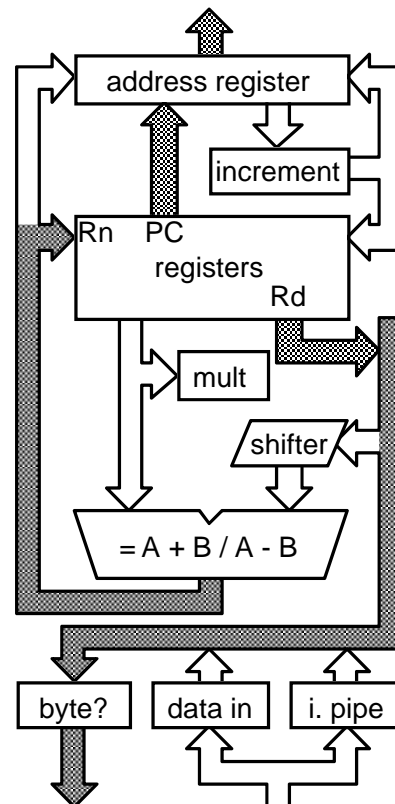 address register
increment
Rn PC
registers
Rd
mult
shifter
= A + B / A - B
byte? data in i. pipe